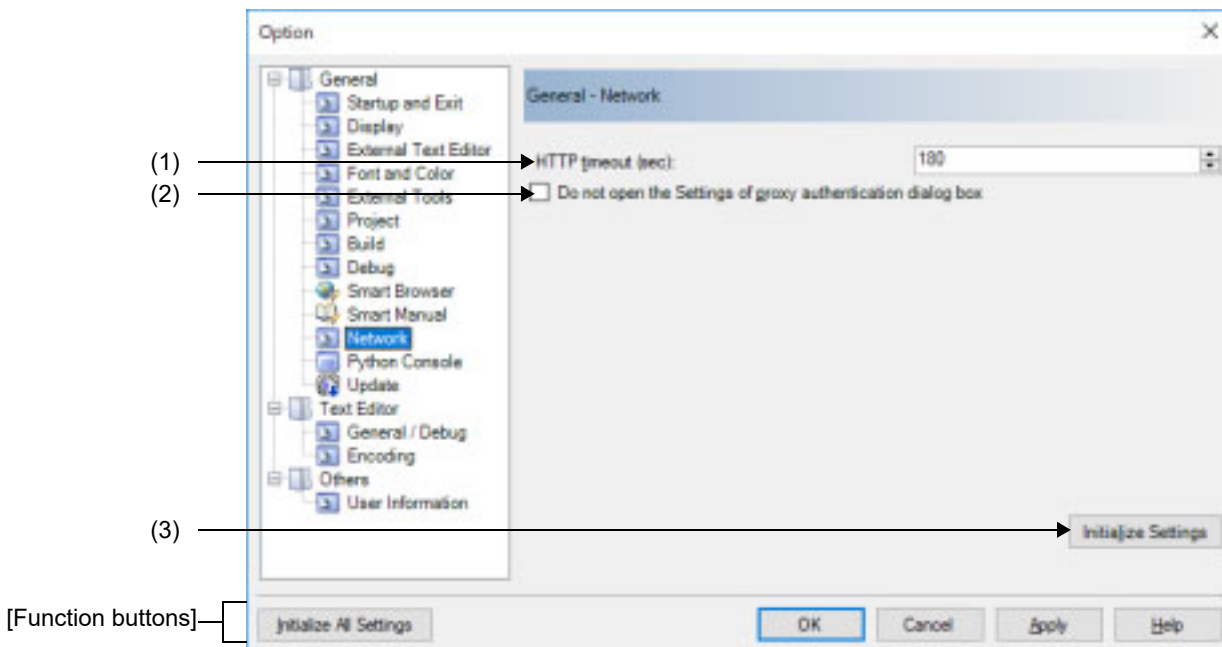 Option
General
Startup and Exit
Display
External Text Editor
Font and Color
External Tools
Project
Build
Debug
Smart Browser
Smart Manual
Network
Python Console
Update
Text Editor
General / Debug
Encoding
Others
User Information
General - Network
(1)
HTTP timeout (sec):
180
(2)
Do not open the Settings of proxy authentication dialog box
(3)
Initialize Settings
[Function buttons]
Initialize All Settings
OK
Cancel
Apply
Help